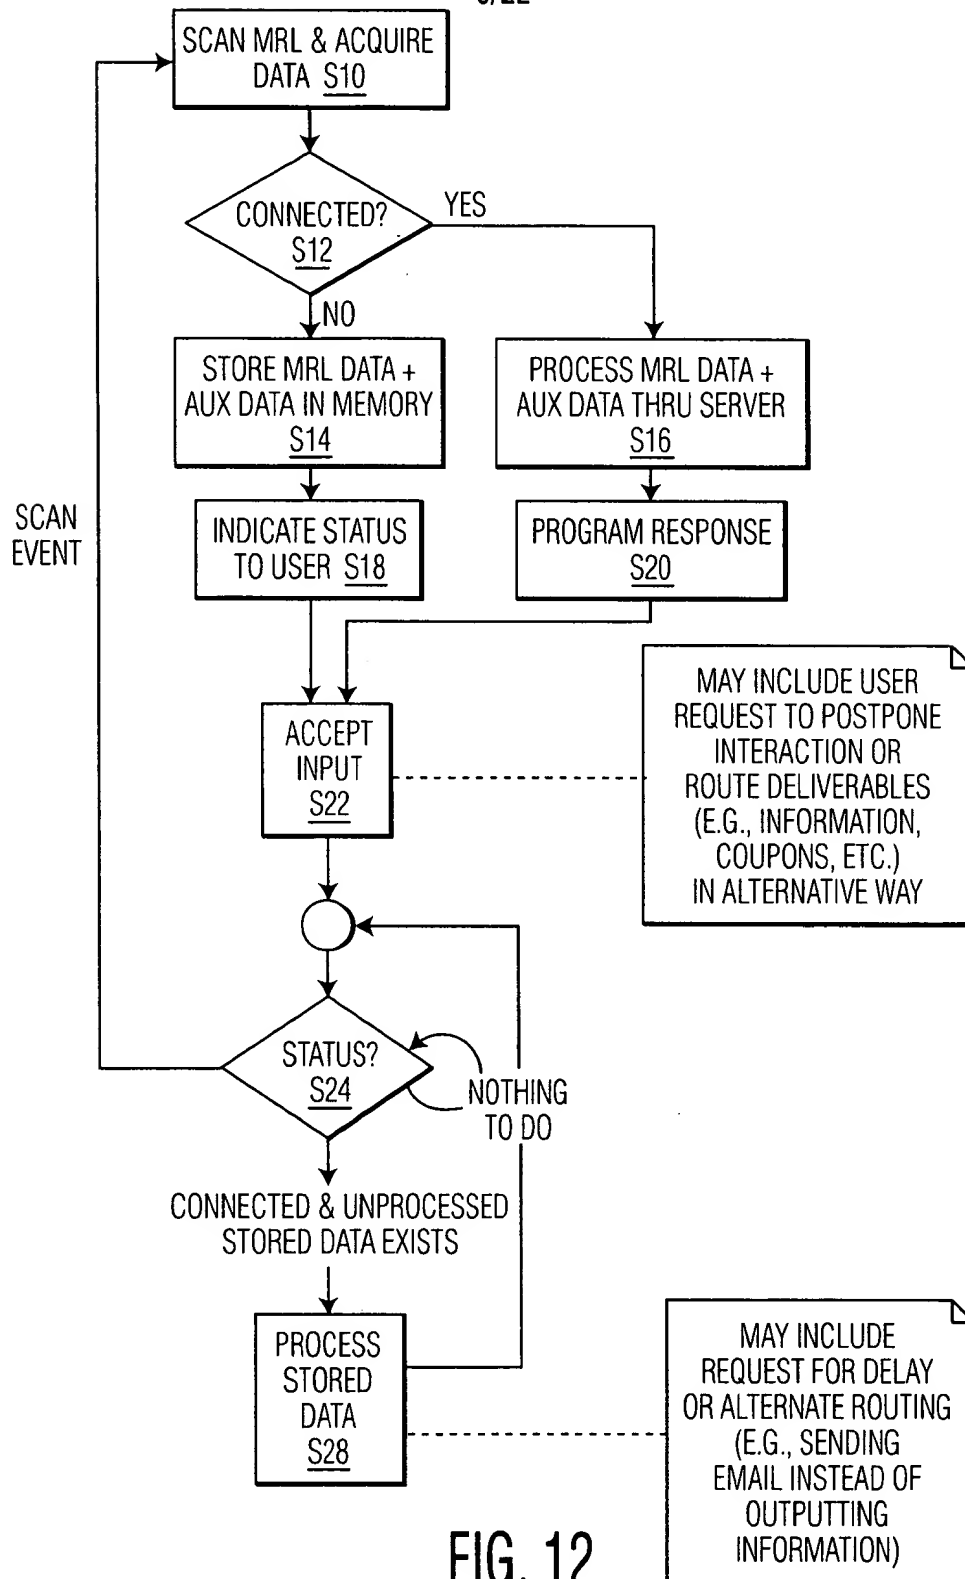 SCAN MRL & ACQUIRE
DATA S10
CONNECTED?
S12
YES
NO
STORE MRL DATA +
AUX DATA IN MEMORY
S14
PROCESS MRL DATA +
AUX DATA THRU SERVER
S16
SCAN
EVENT
INDICATE STATUS
TO USER S18
PROGRAM RESPONSE
S20
ACCEPT
INPUT
S22
MAY INCLUDE USER
REQUEST TO POSTPONE
INTERACTION OR
ROUTE DELIVERABLES
(E.G., INFORMATION,
COUPONS, ETC.)
IN ALTERNATIVE WAY
STATUS?
S24
NOTHING
TO DO
CONNECTED & UNPROCESSED
STORED DATA EXISTS
PROCESS
STORED
DATA
S28
MAY INCLUDE
REQUEST FOR DELAY
OR ALTERNATE ROUTING
(E.G., SENDING
EMAIL INSTEAD OF
OUTPUTTING
INFORMATION)
FIG. 12